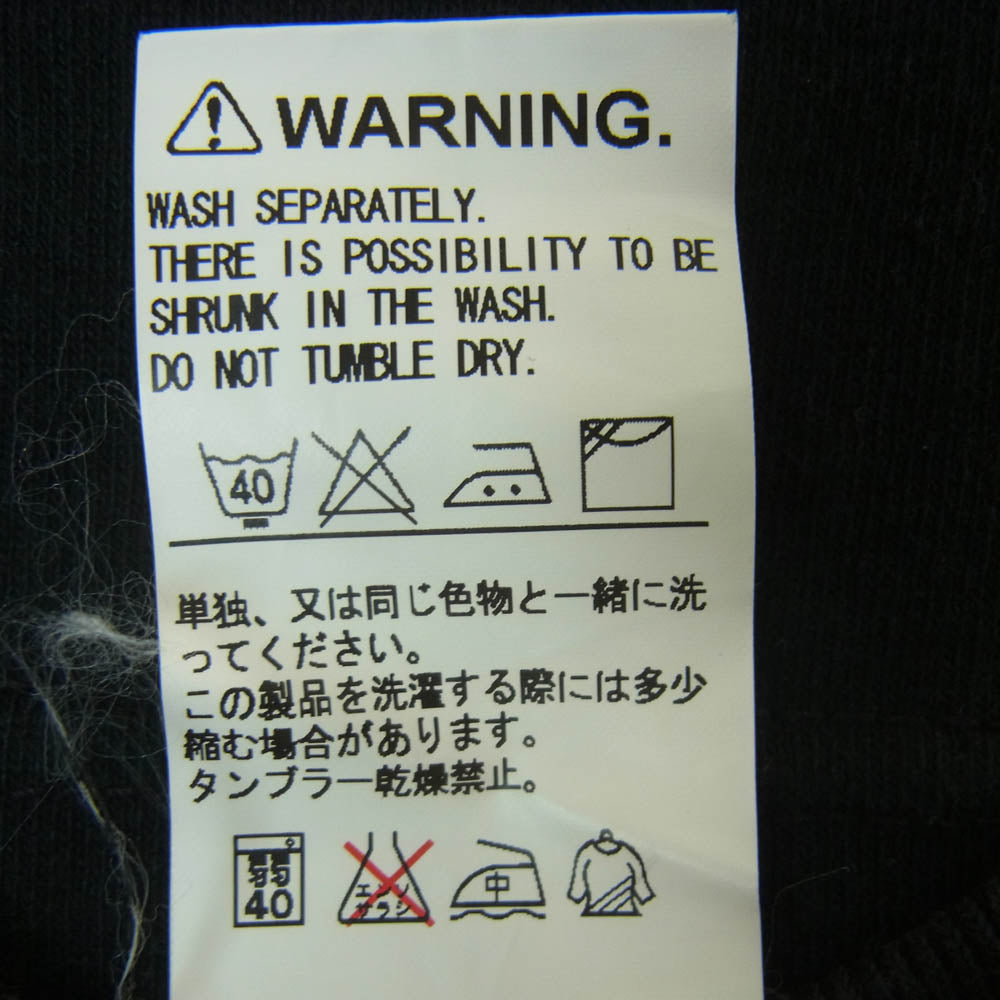 WARNING.
WASH SEPARATELY.
THERE IS POSSIBILITY TO BE
SHRUNK IN THE WASH.
DO NOT TUMBLE DRY.
40
単独、又は同じ色物と一緒に洗
ってください。
この製品を洗濯する際には多少
縮む場合があります。
タンブラー乾燥禁止。
弱 エンソ 中
40 サラシ